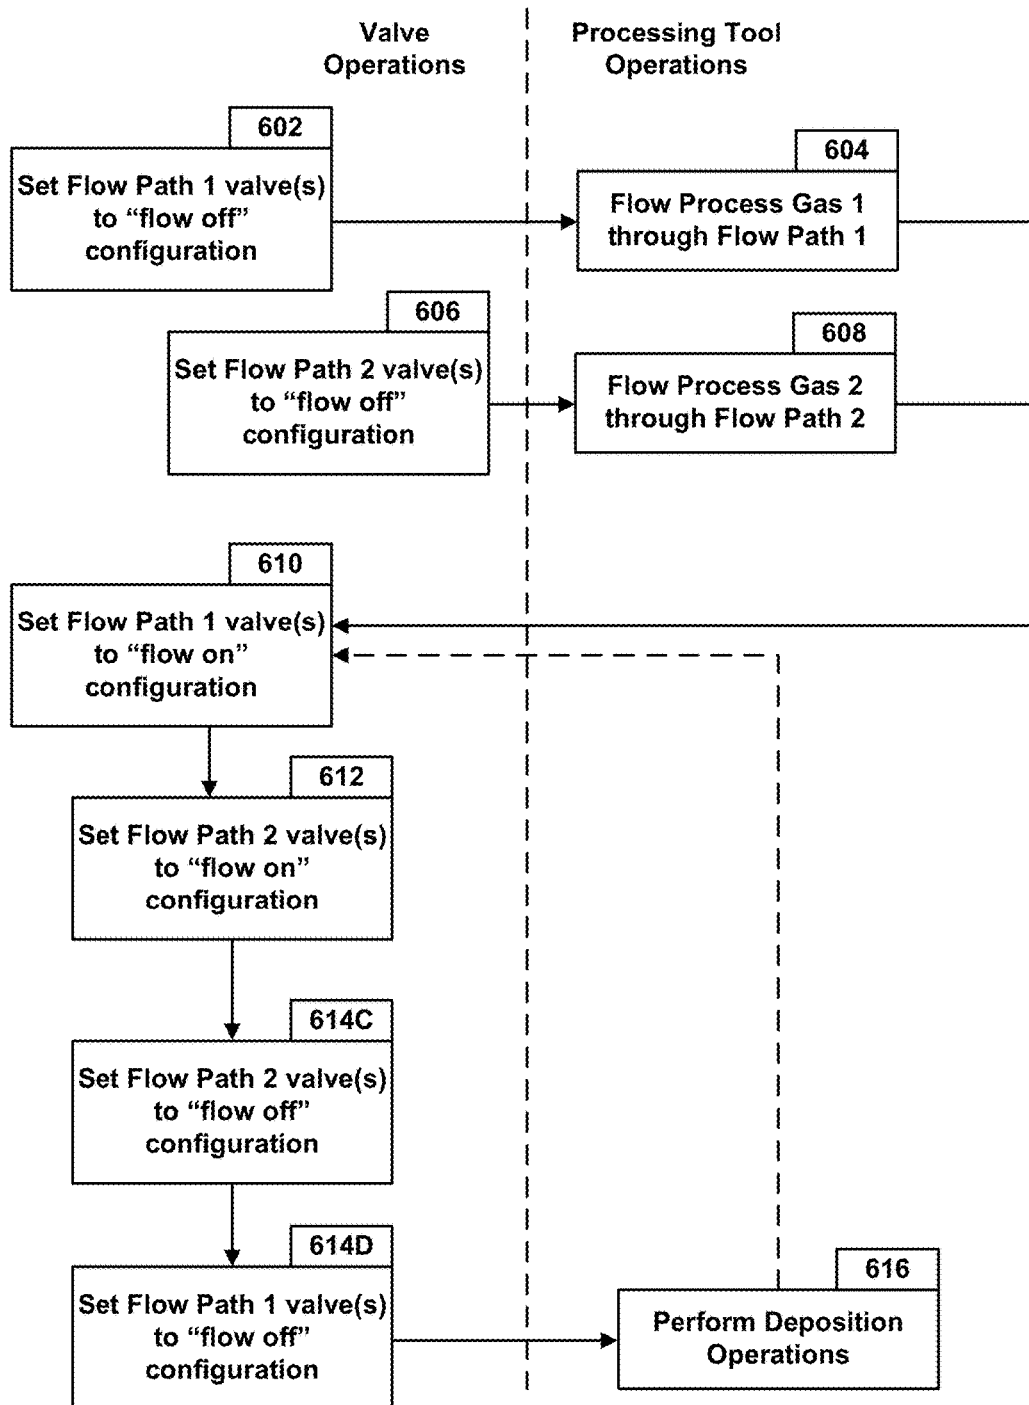 Valve
Operations
Processing Tool
Operations
602
Set Flow Path 1 valve(s)
to “flow off”
configuration
604
Flow Process Gas 1
through Flow Path 1
606
Set Flow Path 2 valve(s)
to “flow off”
configuration
608
Flow Process Gas 2
through Flow Path 2
610
Set Flow Path 1 valve(s)
to “flow on”
configuration
612
Set Flow Path 2 valve(s)
to “flow on”
configuration
614C
Set Flow Path 2 valve(s)
to “flow off”
configuration
614D
Set Flow Path 1 valve(s)
to “flow off”
configuration
616
Perform Deposition
Operations